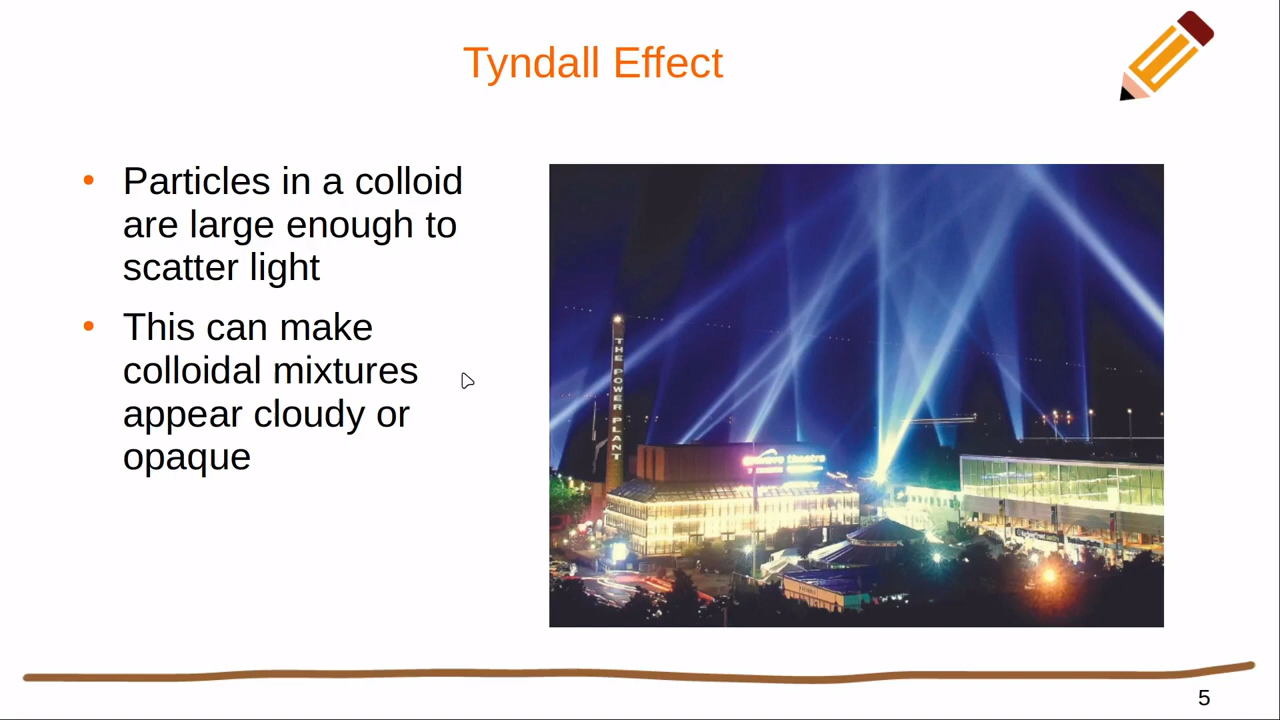 Tyndall Effect
• Particles in a colloid
are large enough to
scatter light
• This can make
colloidal mixtures
appear cloudy or
opaque
THE POWER PLANT
theatre
5